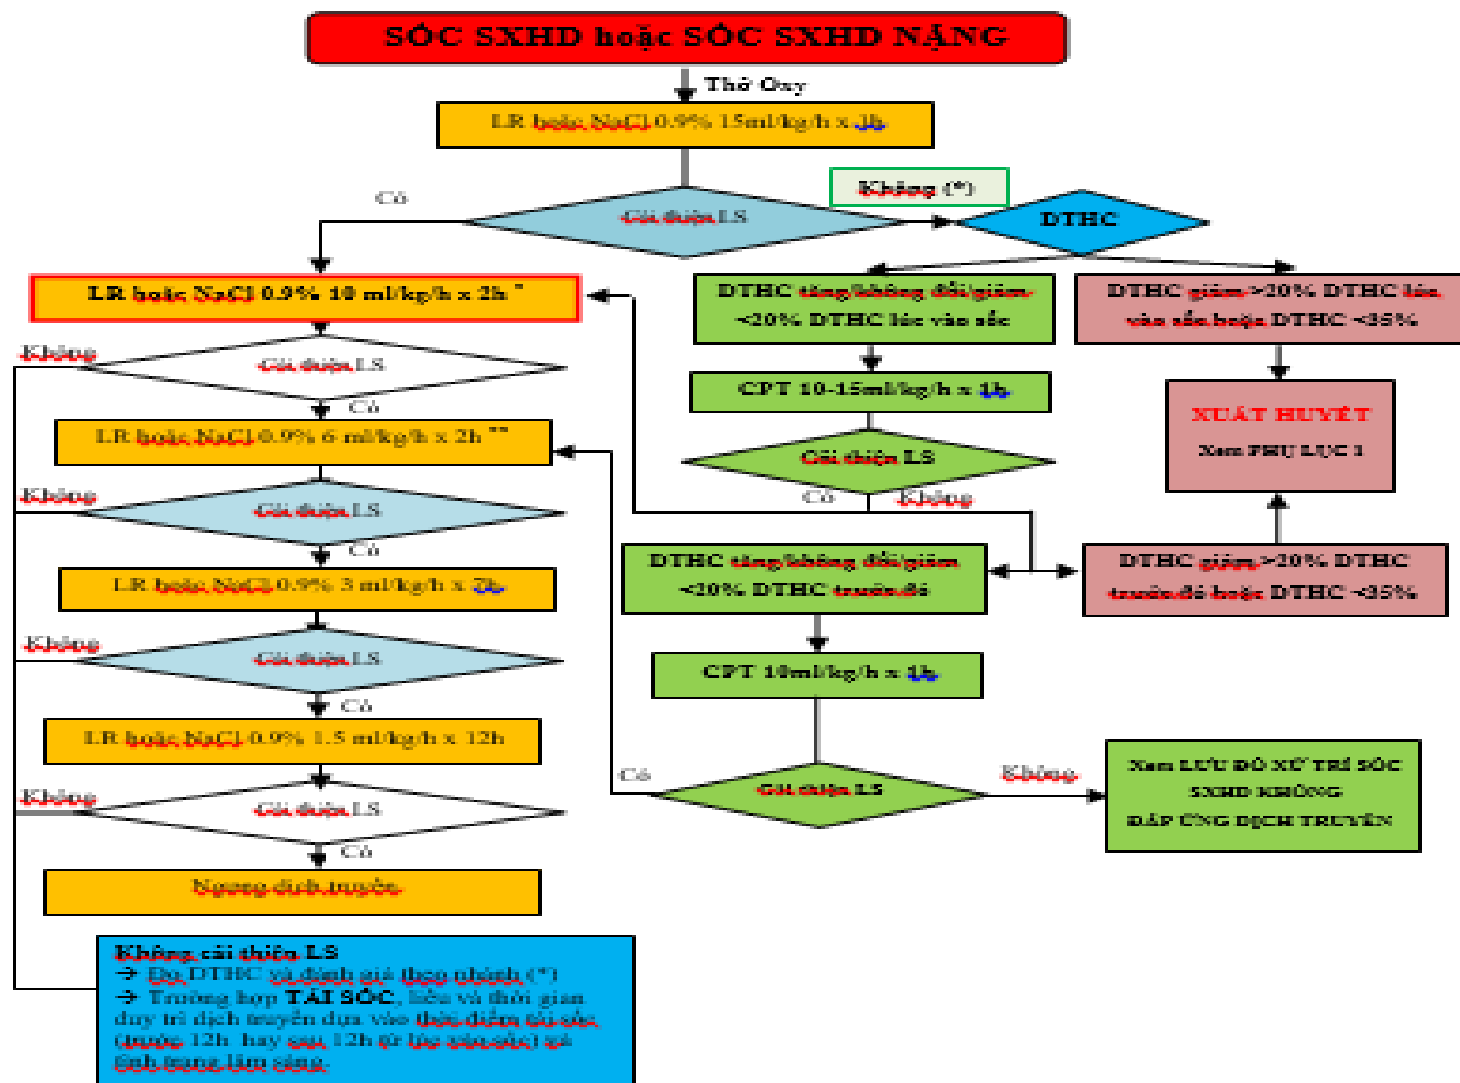 SỐC SXHD hoặc SỐC SXHD NẶNG
Thở Oxy
LR hoặc NaCl 0.9% 15ml/kg/h x 1h
Có
Cải thiện LS
Không (*)
DTHC
LR hoặc NaCl 0.9% 10 ml/kg/h x 2h *
DTHC tăng/không đổi/giảm
<20% DTHC lúc vào sốc
DTHC giảm >20% DTHC lúc
vào sốc hoặc DTHC <35%
Không
Cải thiện LS
Có
CPT 10-15ml/kg/h x 1h
XUẤT HUYẾT
Xem PHỤ LỤC 1
LR hoặc NaCl 0.9% 6 ml/kg/h x 2h **
Cải thiện LS
Có
Không
Không
Cải thiện LS
Có
DTHC tăng/không đổi/giảm
<20% DTHC trước đó
DTHC giảm >20% DTHC
trước đó hoặc DTHC <35%
LR hoặc NaCl 0.9% 3 ml/kg/h x
Không
Cải thiện LS
Có
CPT 10ml/kg/h x 1h
LR hoặc NaCl 0.9% 1.5 ml/kg/h x 12h
Không
Cải thiện LS
Có
Có
Cải thiện LS
Không
Xem LƯU ĐỒ XỬ TRÍ SỐC
SXHD KHÔNG
ĐÁP ỨNG DỊCH TRUYỀN
Ngưng dịch truyền
Không cải thiện LS
→ Đo DTHC và đánh giá theo nhánh (*)
→ Trường hợp TÁI SỐC, liều và thời gian
duy trì dịch truyền dựa vào thời điểm tái sốc
(trước 12h hay sau 12h từ lúc vào sốc) và
tình trạng lâm sàng.